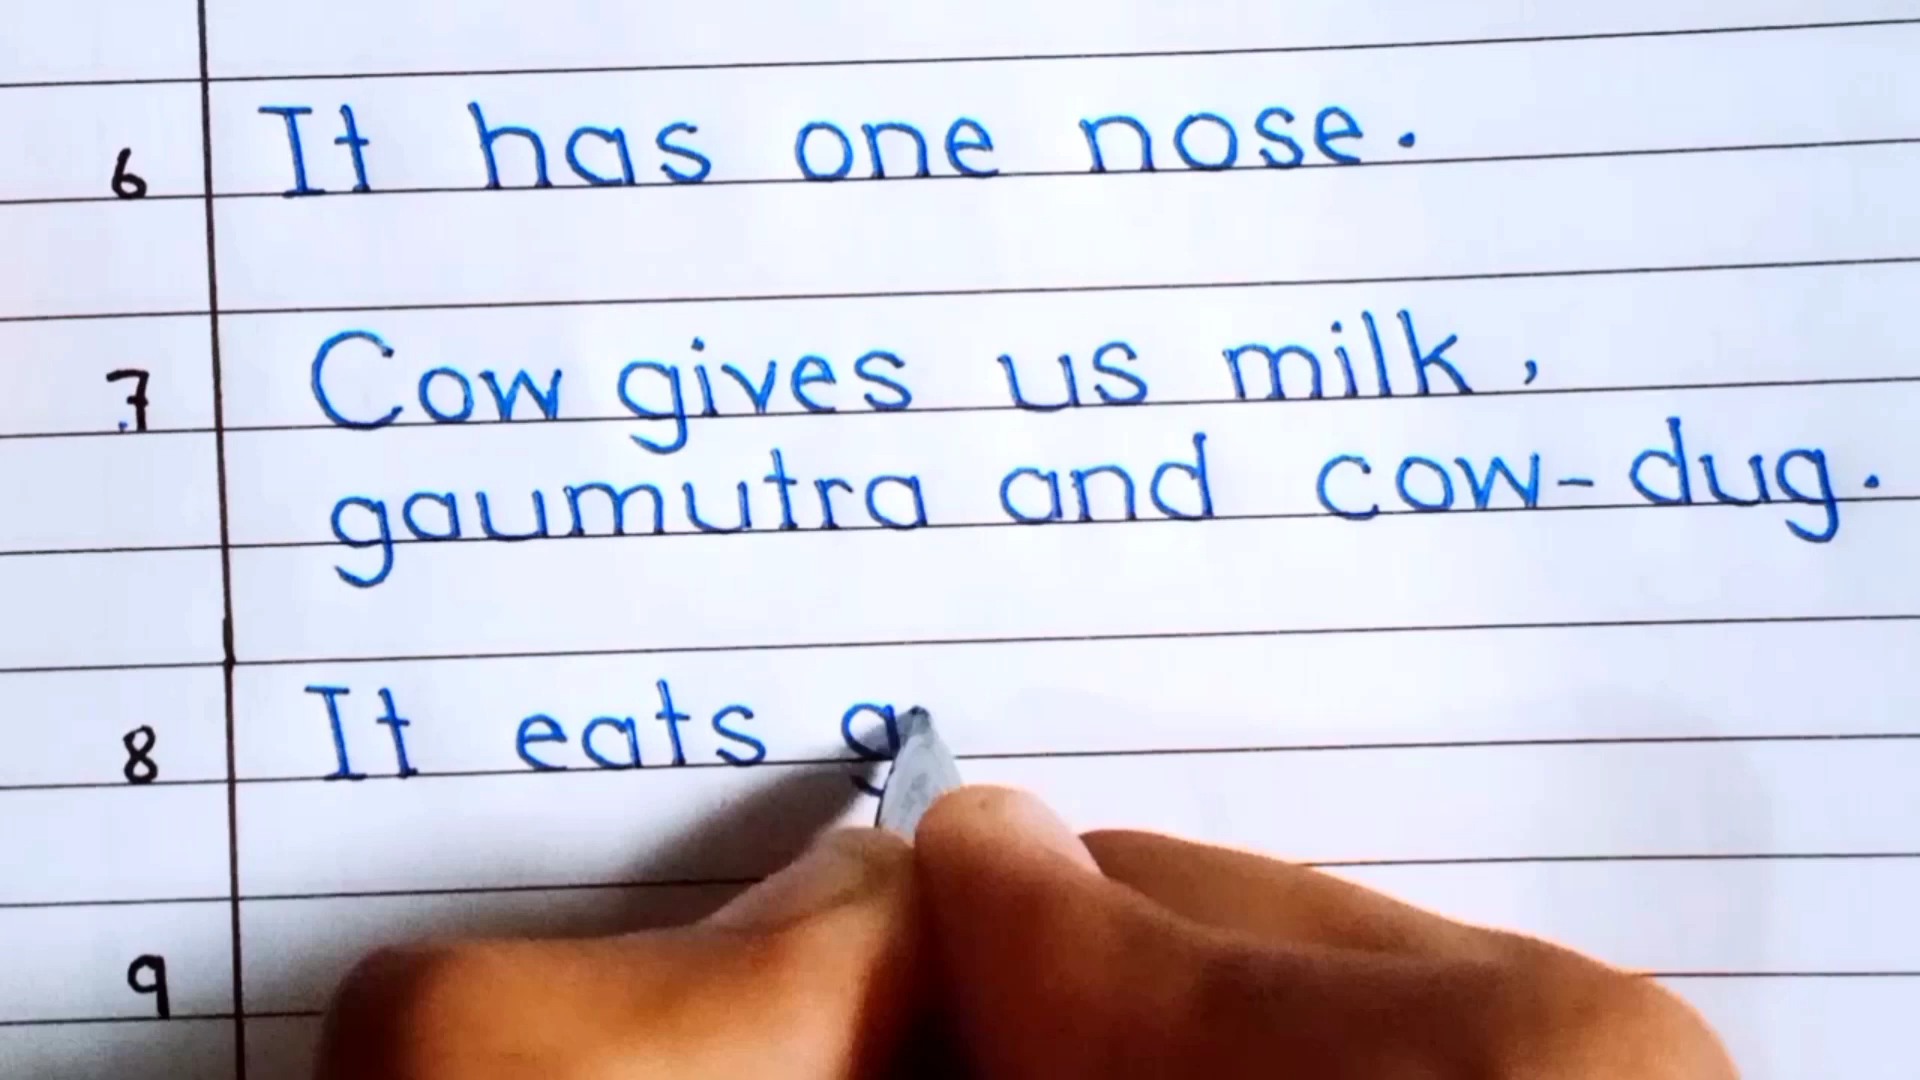 6 It has one nose.
7 Cow gives us milk,
gaumutra and cow-dug.
8 It eats g
9